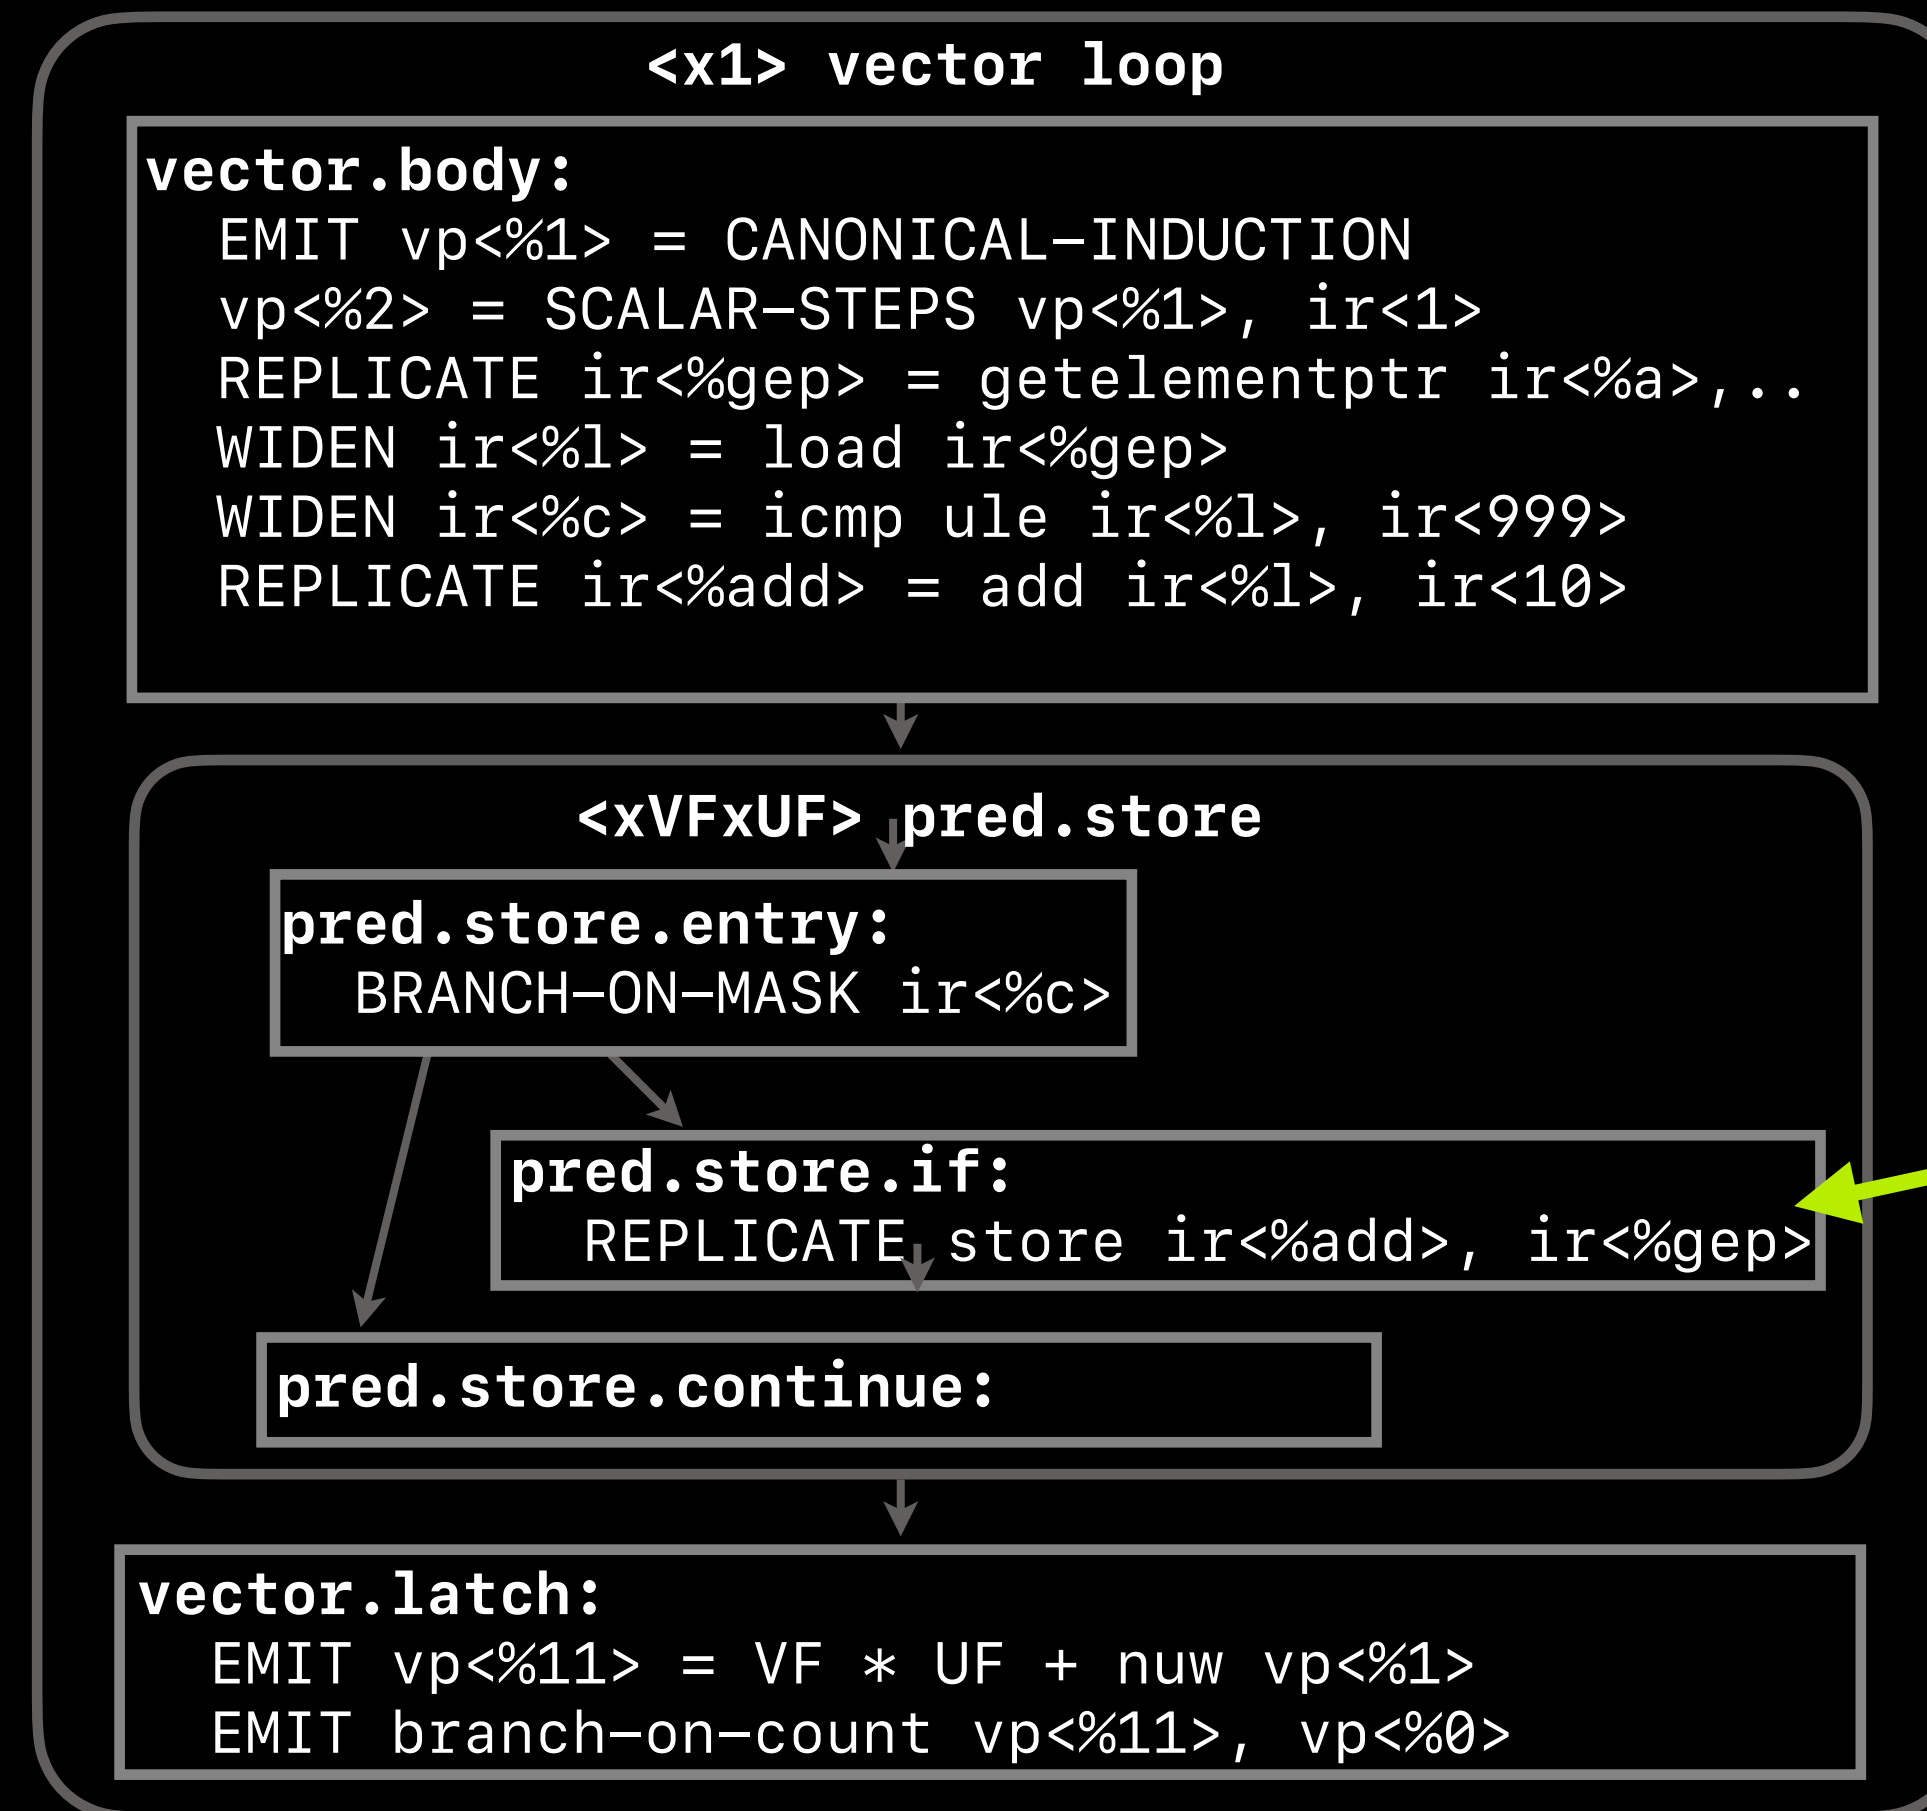 <x1> vector loop
vector.body:
EMIT vp<%1> = CANONICAL-INDUCTION
vp<%2> = SCALAR-STEPS vp<%1>, ir<1>
REPLICATE ir<%gep> = getelementptr ir<%a>,..
WIDEN ir<%l> = load ir<%gep>
WIDEN ir<%c> = icmp ule ir<%l>, ir<999>
REPLICATE ir<%add> = add ir<%l>, ir<10>
<xVFxUF> pred.store
pred.store.entry:
BRANCH-ON-MASK ir<%c>
pred.store.if:
REPLICATE store ir<%add>, ir<%gep>
pred.store.continue:
vector.latch:
EMIT vp<%11> = VF * UF + nuw vp<%1>
EMIT branch-on-count vp<%11>, vp<%0>